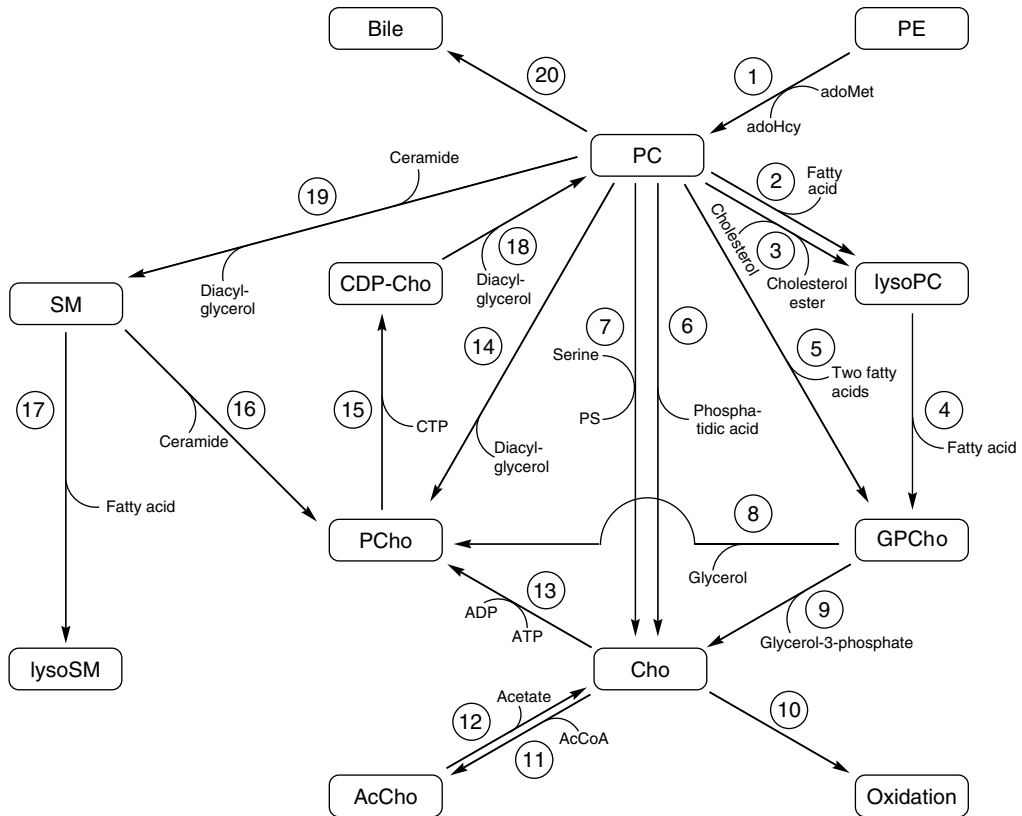 Bile
PE
20
1
adoMet
adoHcy
PC
Ceramide
19
2
Fatty
acid
Cholesterol
3
18
Diacyl-
glycerol
Cholesterol
ester
Diacyl-
glycerol
SM
CDP-Cho
lysoPC
14
7
6
5
Serine
Two fatty
acids
17
16
15
4
PS
Phospha-
tidic acid
CTP
Ceramide
Diacyl-
glycerol
Fatty acid
Fatty acid
8
PCho
GPCho
Glycerol
13
9
ADP
ATP
Glycerol-3-phosphate
lysoSM
Cho
12
Acetate
10
AcCoA
11
AcCho
Oxidation